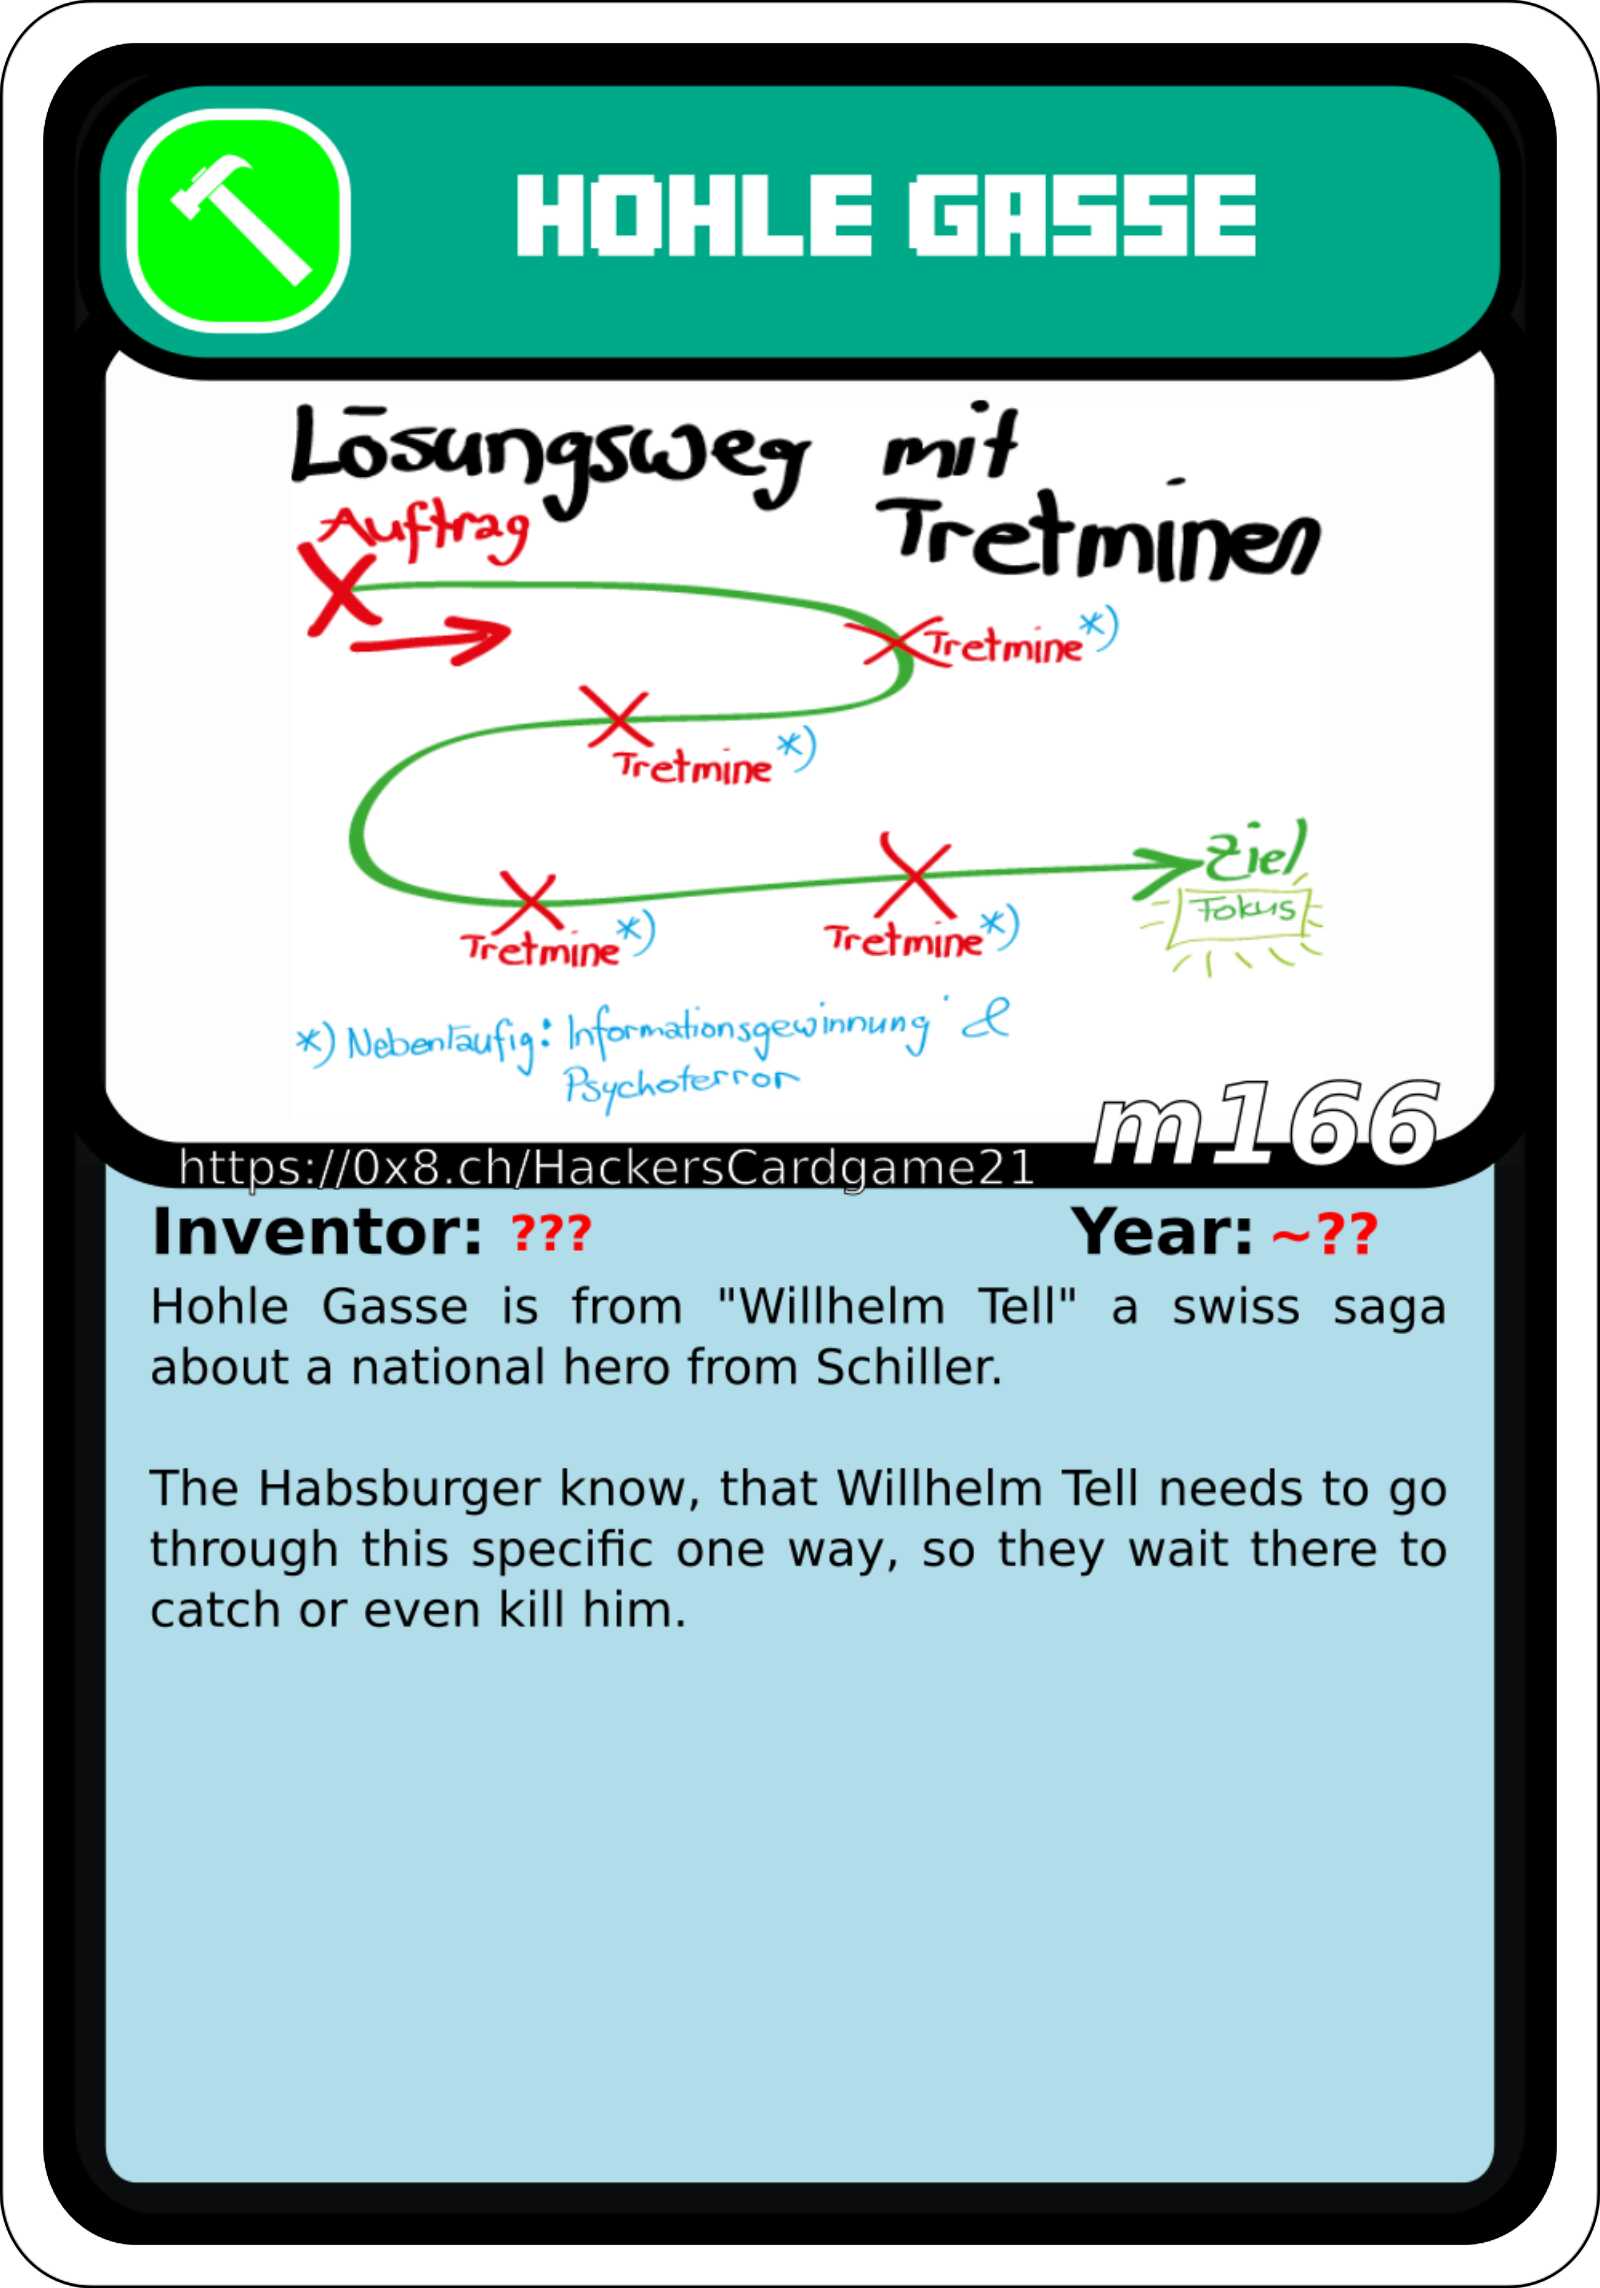 HOHLE GASSE
Lösungsweg mit
Tretminen
Auftrag
Tretmine *)
Tretmine *)
Ziel
Fokus
Tretmine *)
Tretmine *)
*) Nebenläufig: Informationsgewinnung &
Psychoterror
m166
https://0x8.ch/HackersCardgame21
Inventor: ??? Year: ~??
Hohle Gasse is from "Willhelm Tell" a swiss saga
about a national hero from Schiller.
The Habsburger know, that Willhelm Tell needs to go
through this specific one way, so they wait there to
catch or even kill him.